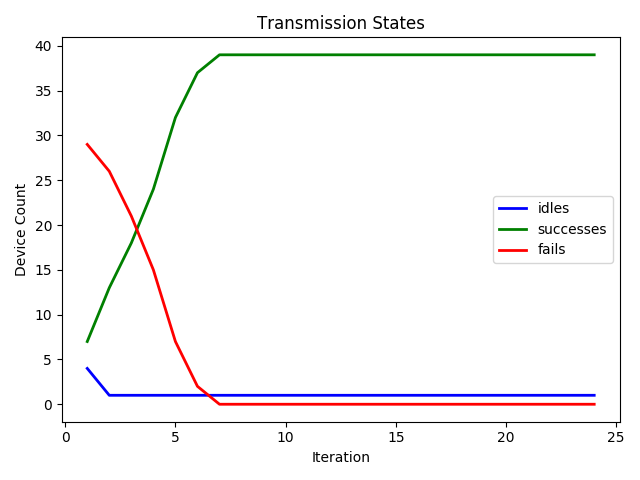 Transmission States
Device Count
40
35
30
25
20
15
10
5
0
idles
successes
fails
0 5 10 15 20 25
Iteration